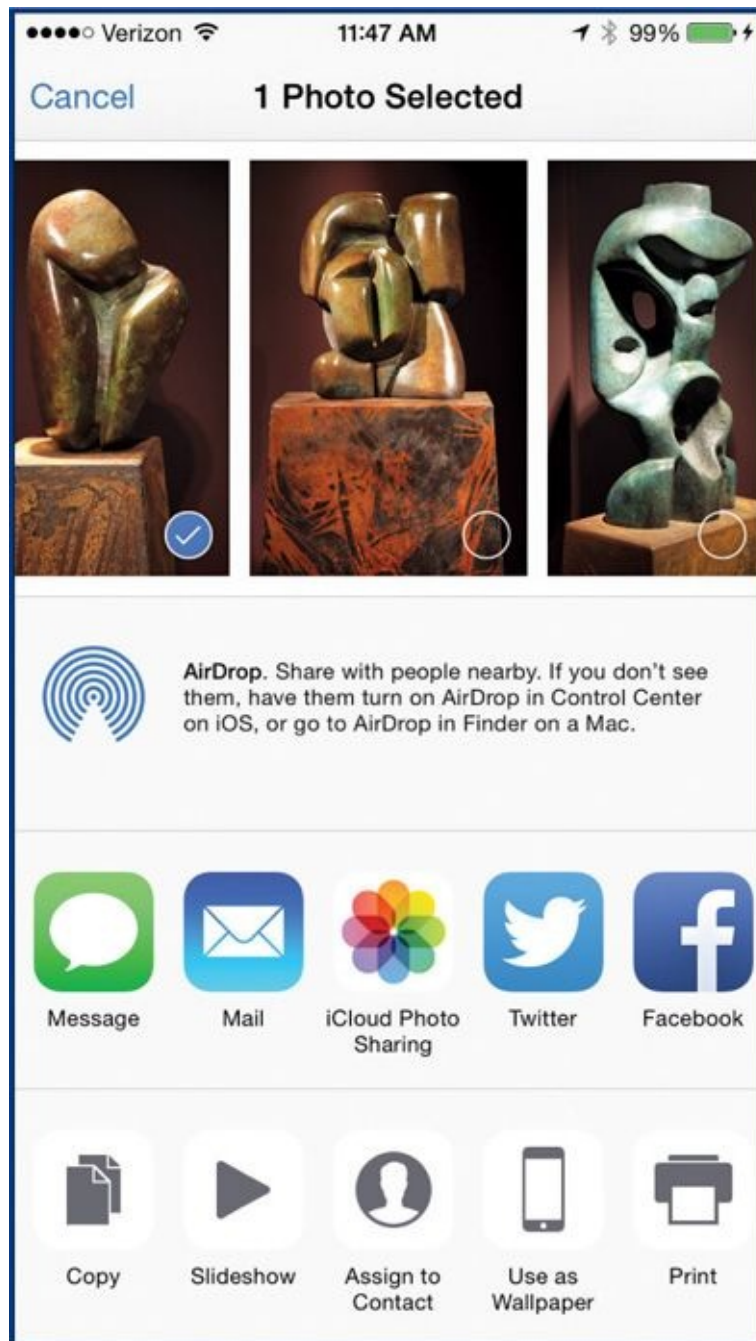 Verizon 11:47 AM 99%
Cancel 1 Photo Selected
AirDrop. Share with people nearby. If you don't see
them, have them turn on AirDrop in Control Center
on iOS, or go to AirDrop in Finder on a Mac.
Message Mail iCloud Photo Sharing Twitter Facebook
Copy Slideshow Assign to Contact Use as Wallpaper Print